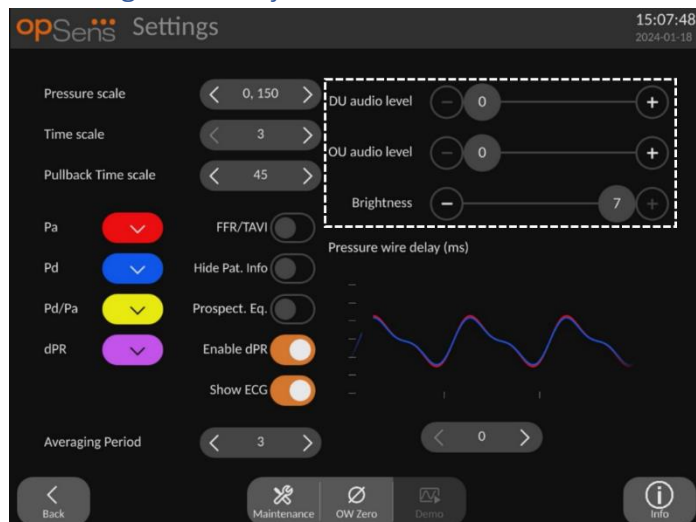 opSens Settings
15:07:48
2024-01-18
Pressure scale
0, 150
Time scale
3
Pullback Time scale
45
Pa
Pd
Pd/Pa
dPR
FFR/TAVI
Hide Pat. Info
Prospect. Eq.
Enable dPR
Show ECG
Averaging Period
3
DU audio level
0
OU audio level
0
Brightness
7
Pressure wire delay (ms)
0
Back
Maintenance
OW Zero
Demo
Info